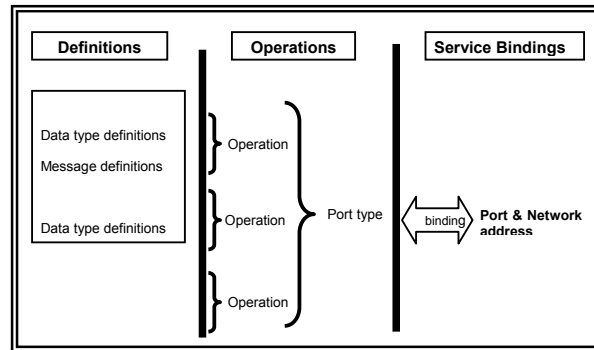 Definitions
Operations
Service Bindings
Data type definitions
Message definitions
Data type definitions
Operation
Operation
Operation
Port type
binding
Port & Network
address